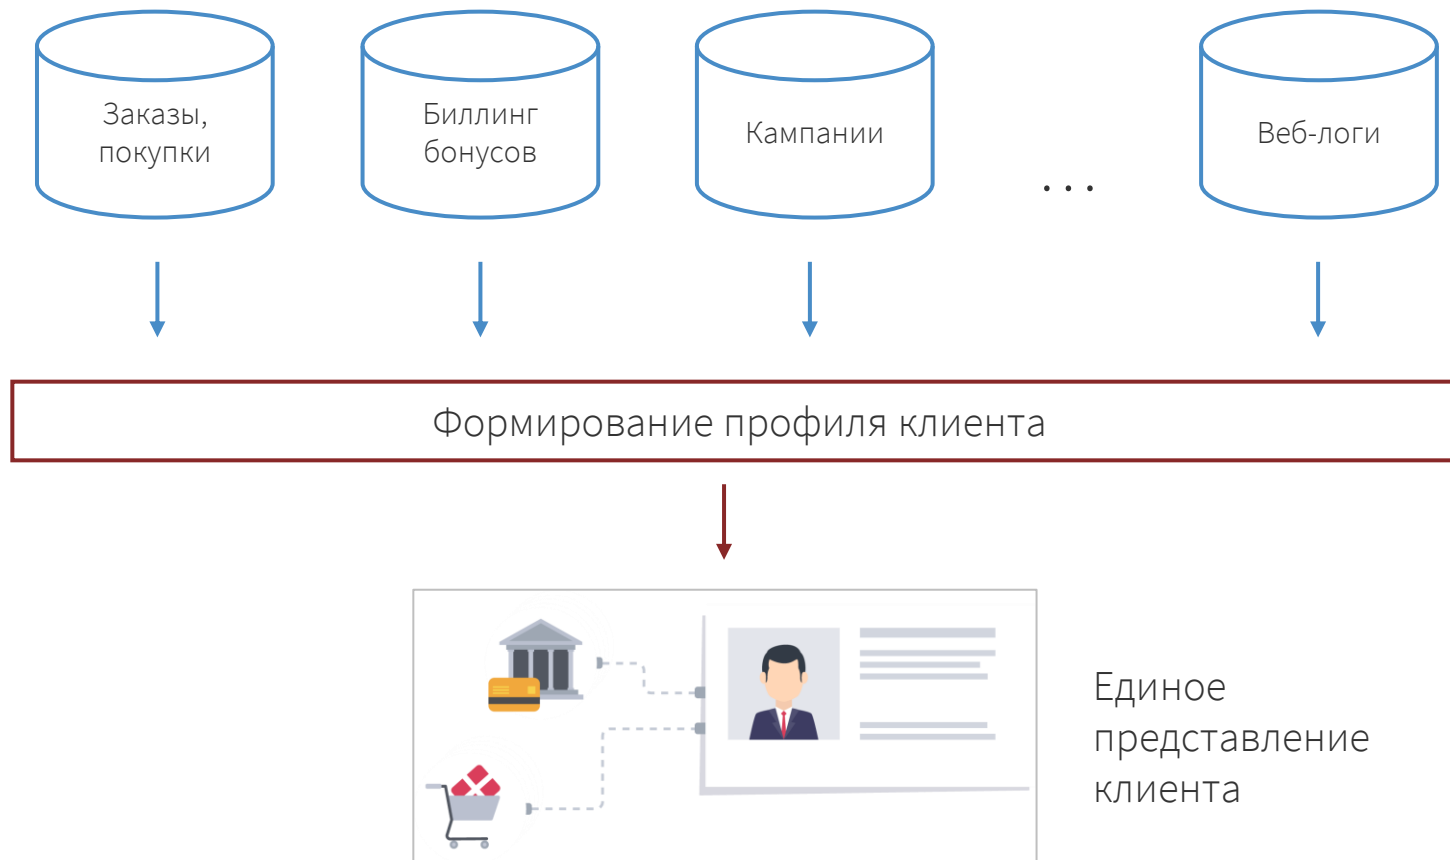 Заказы,
покупки
Биллинг
бонусов
Кампании
...
Веб-логи
Формирование профиля клиента
Единое
представление
клиента